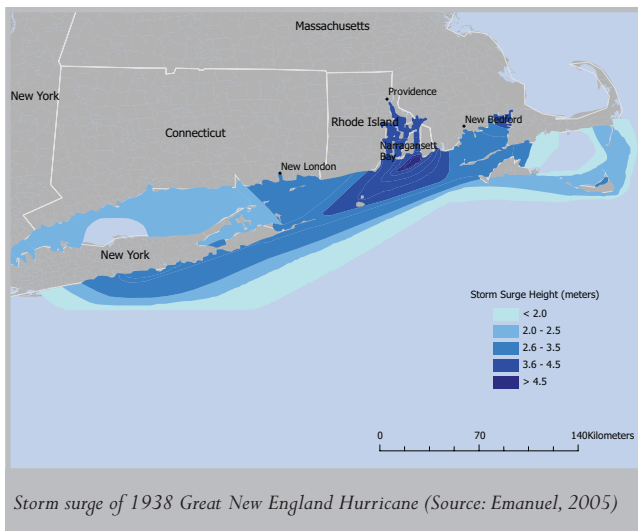 Massachusetts
New York
Providence
Connecticut
Rhode Island
New Bedford
Narragansett
Bay
New London
New York
Storm Surge Height (meters)
< 2.0
2.0 - 2.5
2.6 - 3.5
3.6 - 4.5
> 4.5
0 70 140Kilometers
Storm surge of 1938 Great New England Hurricane (Source: Emanuel, 2005)